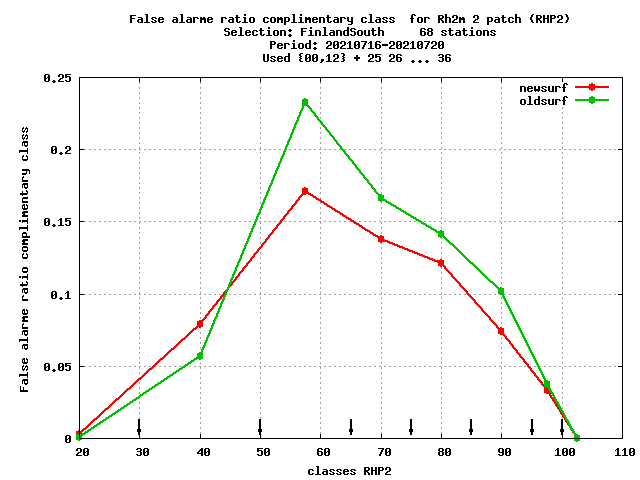 False alarme ratio complimentary class  for Rh2m 2 patch (RHP2)
Selection: FinlandSouth     68 stations
Period: 20210716-20210720
Used {00,12} + 25 26 ... 36
newsurf
oldsurf
0.25
0.2
0.15
0.1
0.05
0
False alarme ratio complimentary class
20 30 40 50 60 70 80 90 100 110
classes RHP2